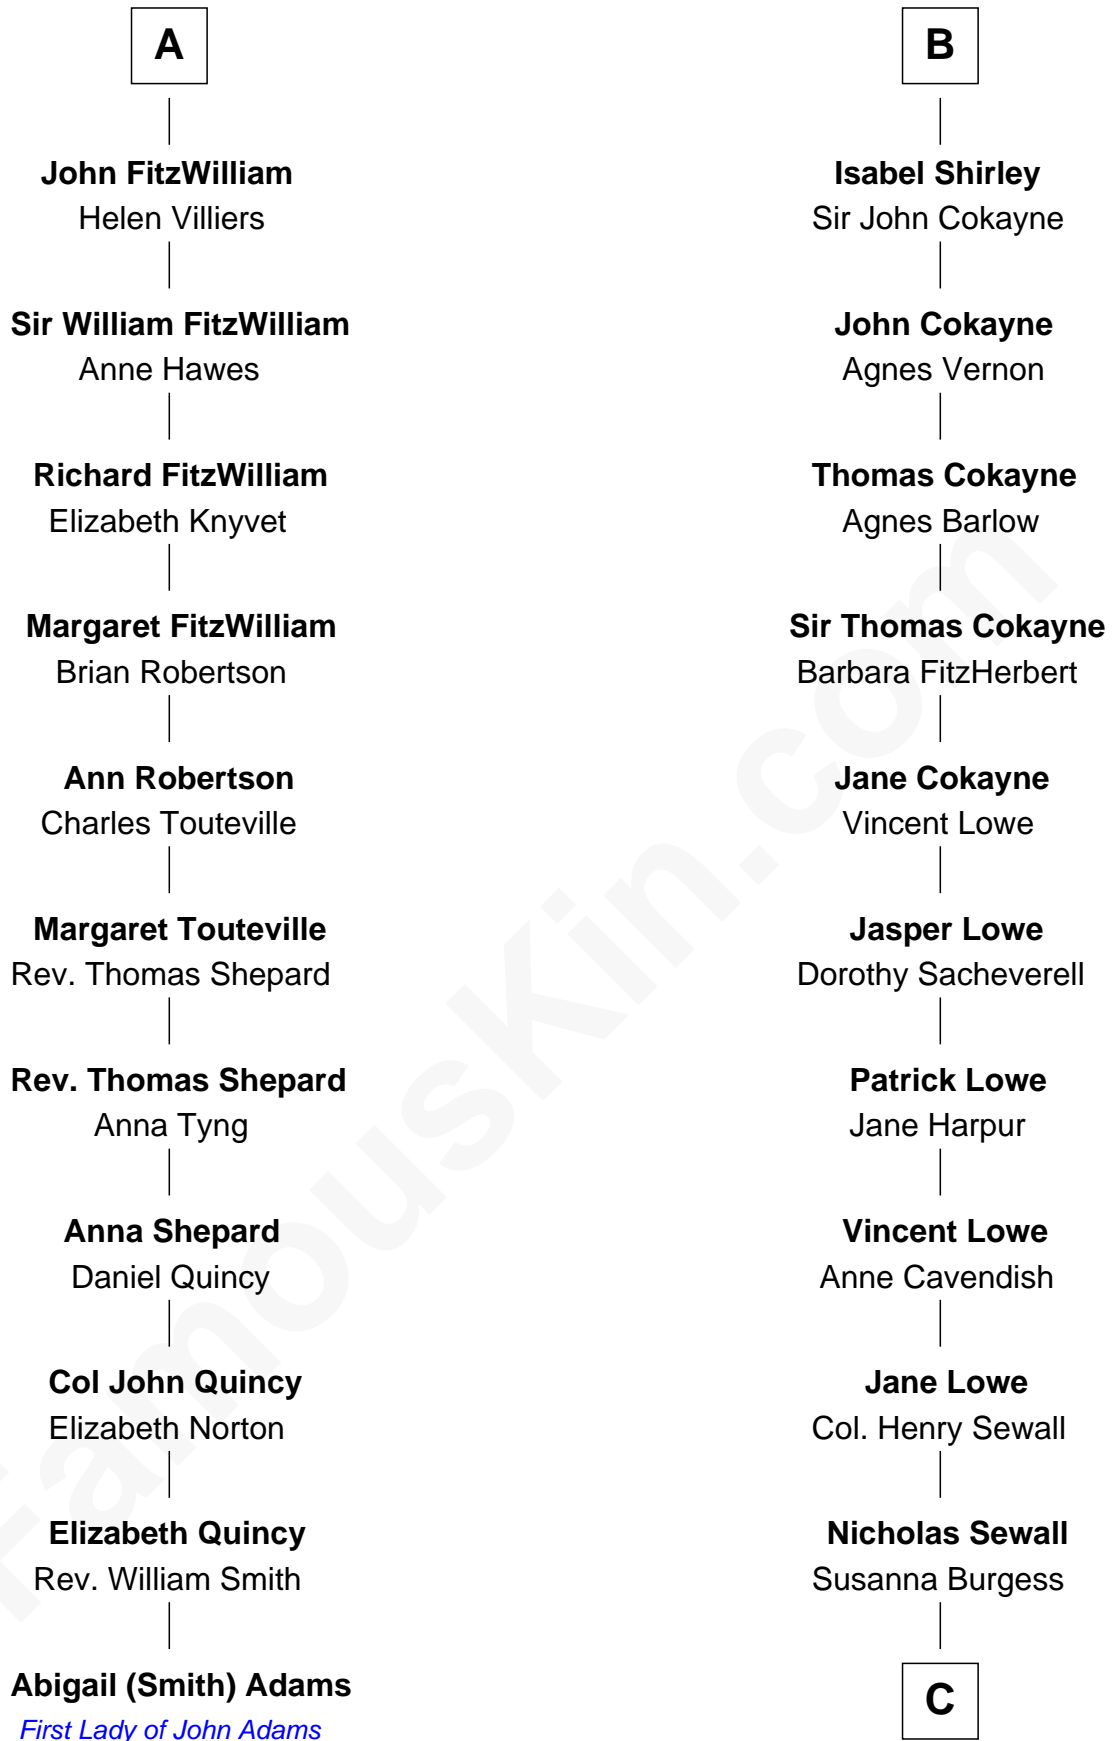 A
John FitzWilliam
Helen Villiers
Sir William FitzWilliam
Anne Hawes
Richard FitzWilliam
Elizabeth Knyvet
Margaret FitzWilliam
Brian Robertson
Ann Robertson
Charles Touteville
Margaret Touteville
Rev. Thomas Shepard
Rev. Thomas Shepard
Anna Tyng
Anna Shepard
Daniel Quincy
Col John Quincy
Elizabeth Norton
Elizabeth Quincy
Rev. William Smith
Abigail (Smith) Adams
First Lady of John Adams
B
Isabel Shirley
Sir John Cokayne
John Cokayne
Agnes Vernon
Thomas Cokayne
Agnes Barlow
Sir Thomas Cokayne
Barbara FitzHerbert
Jane Cokayne
Vincent Lowe
Jasper Lowe
Dorothy Sacheverell
Patrick Lowe
Jane Harpur
Vincent Lowe
Anne Cavendish
Jane Lowe
Col. Henry Sewall
Nicholas Sewall
Susanna Burgess
C
FamousKin.com